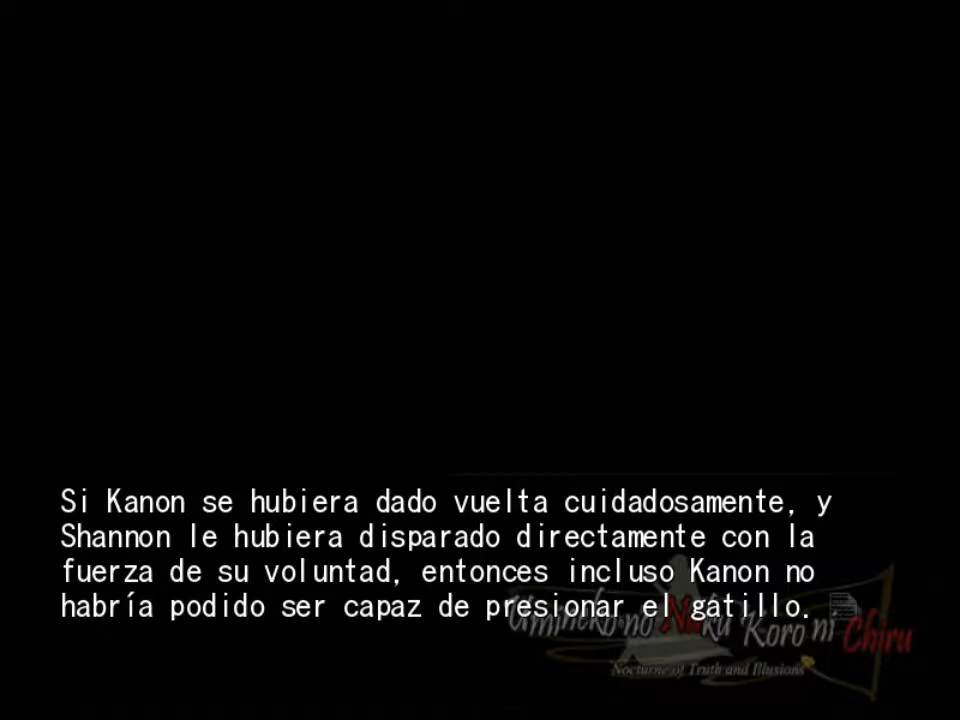 Si Kanon se hubiera dado vuelta cuidadosamente, y
Shannon le hubiera disparado directamente con la
fuerza de su voluntad, entonces incluso Kanon no
habría podido ser capaz de presionar el gatillo.
Umineko no Naku Koro ni Chiru
Nocturne of Truth and Illusions